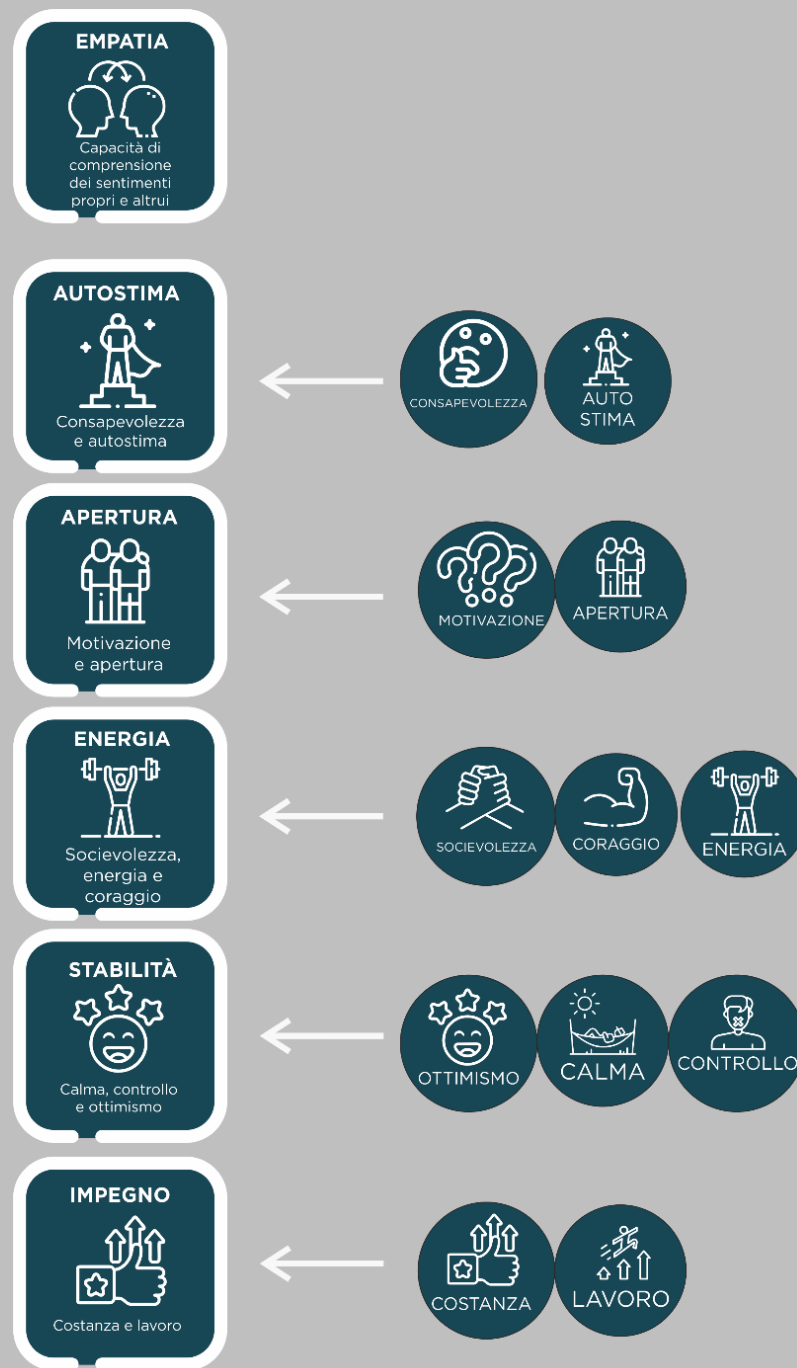 EMPATIA
Capacità di
comprensione
dei sentimenti
propri e altrui
AUTOSTIMA
Consapevolezza
e autostima
CONSAPEVOLEZZA
AUTO
STIMA
APERTURA
Motivazione
e apertura
MOTIVAZIONE
APERTURA
ENERGIA
Socievolezza,
energia e
coraggio
SOCIEVOLEZZA
CORAGGIO
ENERGIA
STABILITÀ
Calma, controllo
e ottimismo
OTTIMISMO
CALMA
CONTROLLO
IMPEGNO
Costanza e lavoro
COSTANZA
LAVORO